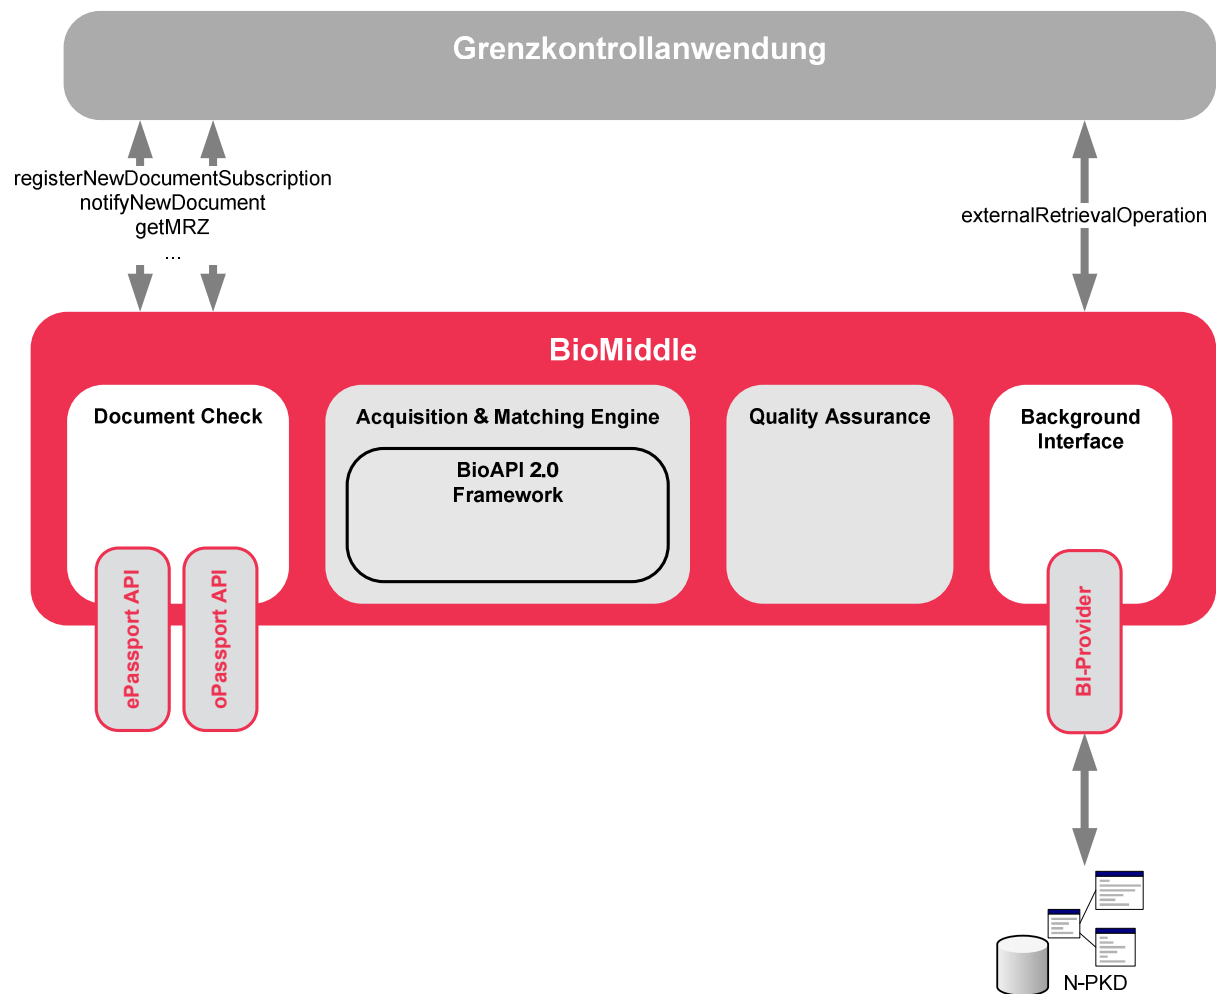 Grenzkontrollanwendung
registerNewDocumentSubscription
notifyNewDocument
getMRZ
...
externalRetrievalOperation
BioMiddle
Document Check
Acquisition & Matching Engine
BioAPI 2.0
Framework
Quality Assurance
Background
Interface
ePassport API
oPassport API
BI-Provider
N-PKD